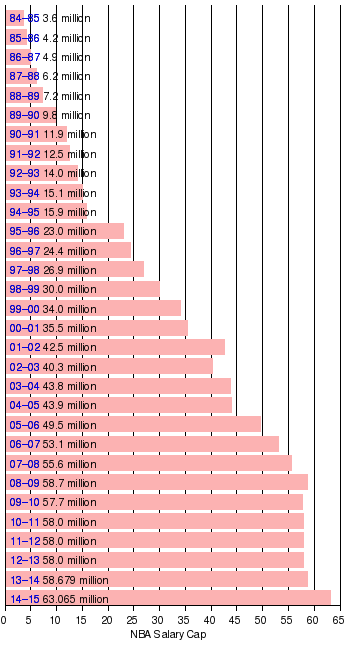 84–85 3.6 million
85–86 4.2 million
86–87 4.9 million
87–88 6.2 million
88–89 7.2 million
89–90 9.8 million
90–91 11.9 million
91–92 12.5 million
92–93 14.0 million
93–94 15.1 million
94–95 15.9 million
95–96 23.0 million
96–97 24.4 million
97–98 26.9 million
98–99 30.0 million
99–00 34.0 million
00–01 35.5 million
01–02 42.5 million
02–03 40.3 million
03–04 43.8 million
04–05 43.9 million
05–06 49.5 million
06–07 53.1 million
07–08 55.6 million
08–09 58.7 million
09–10 57.7 million
10–11 58.0 million
11–12 58.0 million
12–13 58.0 million
13–14 58.679 million
14–15 63.065 million
0 5 10 15 20 25 30 35 40 45 50 55 60 65
NBA Salary Cap